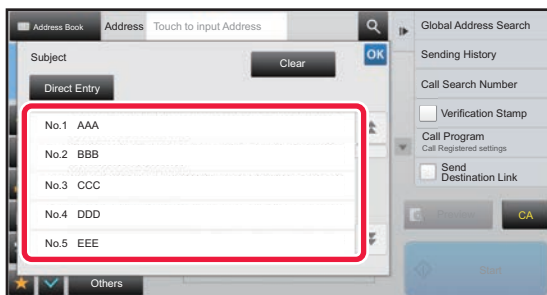 Address Book
Address
Touch to input Address
Global Address Search
Subject
Clear
OK
Sending History
Direct Entry
Call Search Number
No.1 AAA
Verification Stamp
No.2 BBB
Call Program
Call Registered settings
No.3 CCC
Send
Destination Link
No.4 DDD
Preview
CA
No.5 EEE
Start
Others